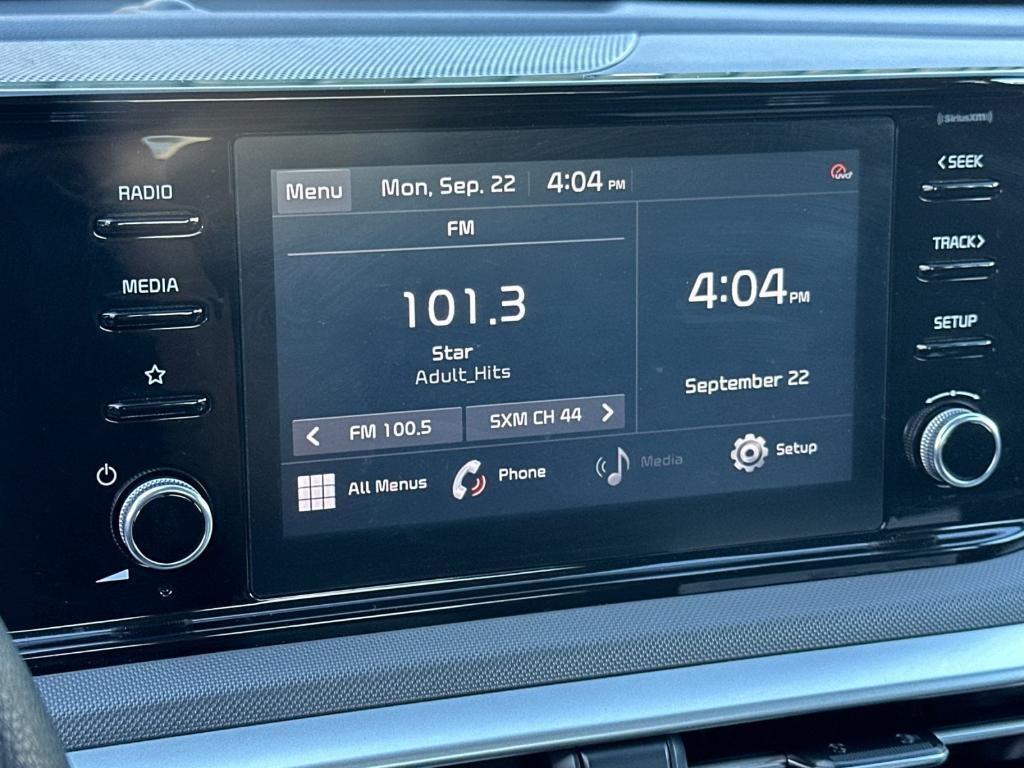 ((SiriusXM))
RADIO
MEDIA
Menu
Mon, Sep. 22
4:04 PM
UVO
FM
101.3
Star
Adult_Hits
< FM 100.5
SXM CH 44 >
4:04 PM
September 22
All Menus
Phone
Media
Setup
<SEEK
TRACK>
SETUP